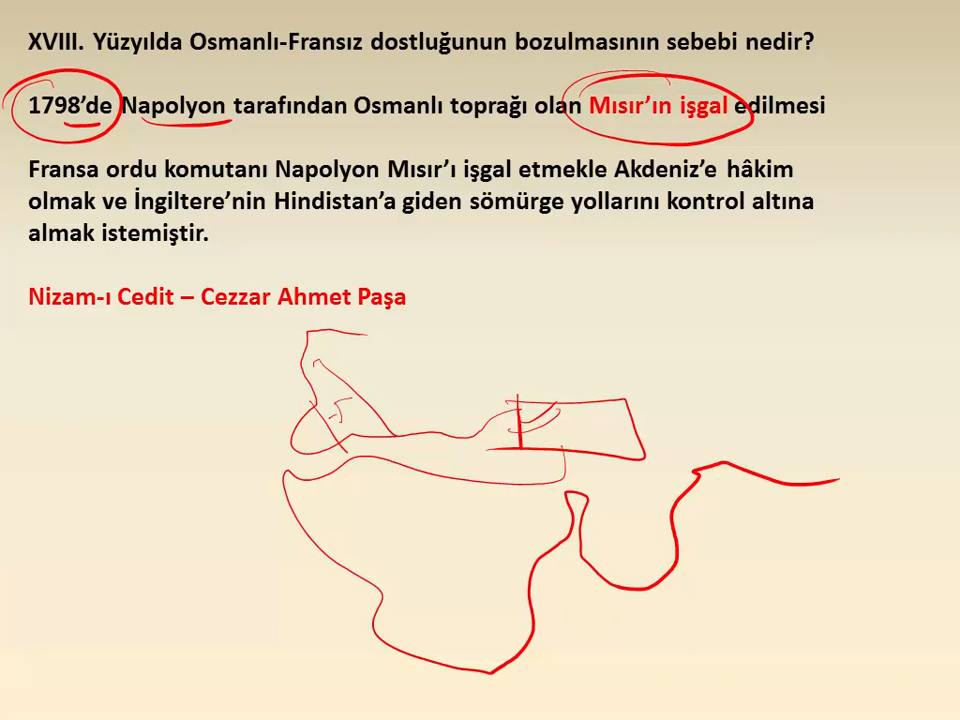 XVIII. Yüzyılda Osmanlı-Fransız dostluğunun bozulmasının sebebi nedir?
1798’de Napolyon tarafından Osmanlı toprağı olan Mısır’ın işgal edilmesi
Fransa ordu komutanı Napolyon Mısır’ı işgal etmekle Akdeniz’e hâkim
olmak ve İngiltere’nin Hindistan’a giden sömürge yollarını kontrol altına
almak istemiştir.
Nizam-ı Cedit – Cezzar Ahmet Paşa